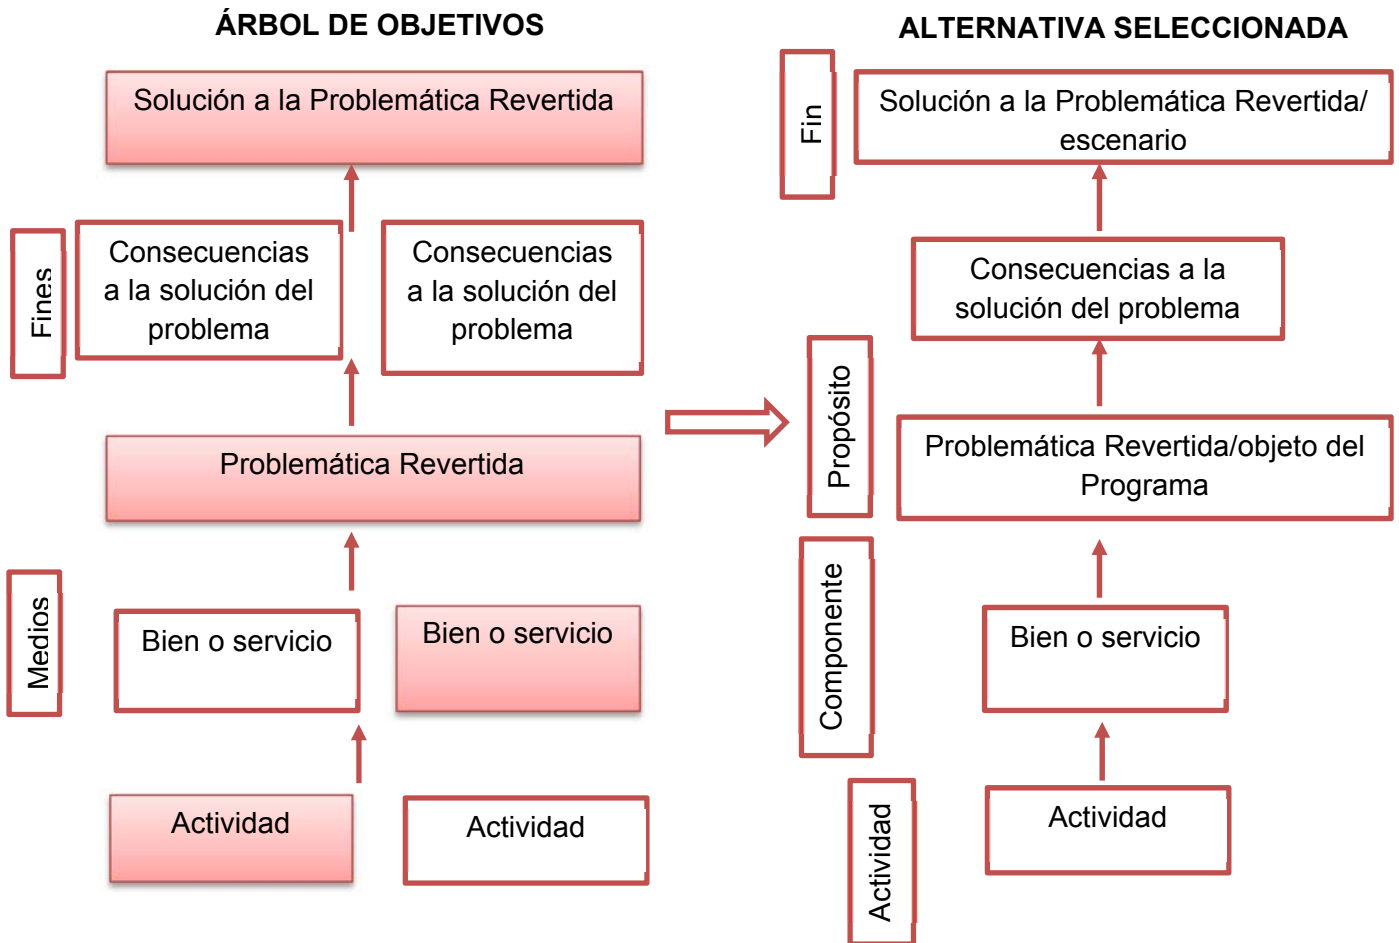 ÁRBOL DE OBJETIVOS
Solución a la Problemática Revertida
Fines
Consecuencias
a la solución del
problema
Consecuencias
a la solución del
problema
Problemática Revertida
Medios
Bien o servicio
Bien o servicio
Actividad
Actividad
ALTERNATIVA SELECCIONADA
Fin
Solución a la Problemática Revertida/
escenario
Consecuencias a la
solución del problema
Propósito
Problemática Revertida/objeto del
Programa
Componente
Bien o servicio
Actividad
Actividad